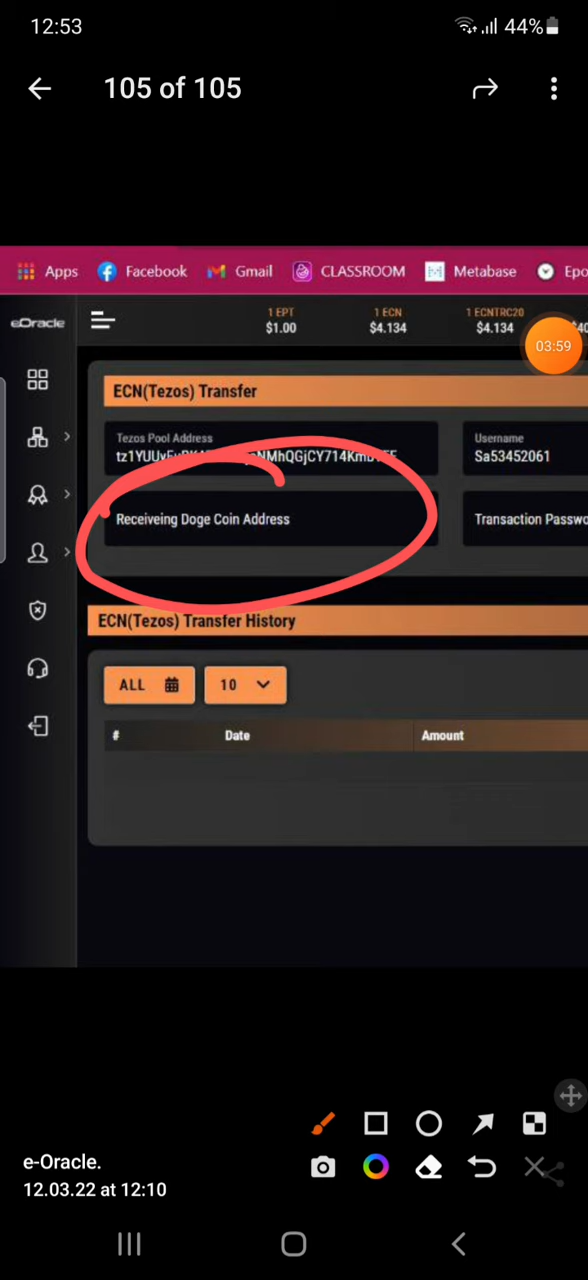 12:53
44%
105 of 105
Apps
Facebook
Gmail
CLASSROOM
Metabase
eOracle
1 EPT
$1.00
1 ECN
$4.134
1 ECNTRC20
$4.134
03:59
ECN(Tezos) Transfer
Tezos Pool Address
Username
Sa53452061
Receiveing Doge Coin Address
Transaction
ECN(Tezos) Transfer History
ALL
10
#
Date
Amount
e-Oracle.
12.03.22 at 12:10